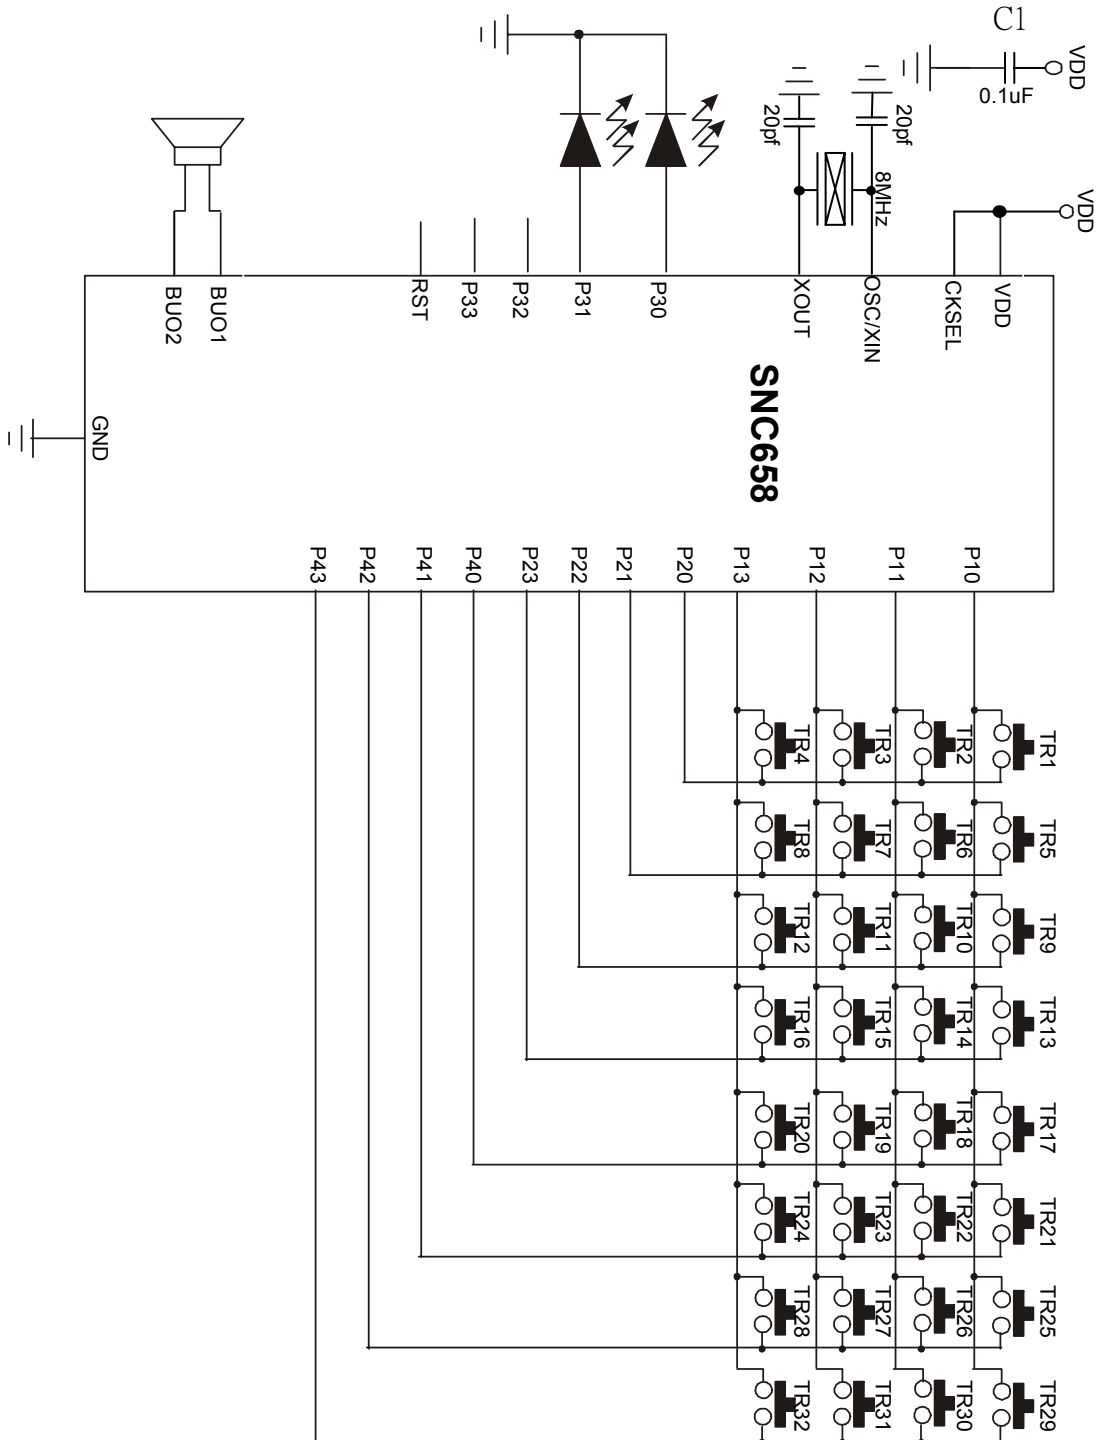 C1
VDD
0.1uF
20pf
20pf
8MHz
VDD
BUO2
BUO1
RST
P33
P32
P31
P30
XOUT
OSC/XIN
CKSEL
VDD
SNC658
GND
P43
P42
P41
P40
P23
P22
P21
P20
P13
P12
P11
P10
TR4
TR3
TR2
TR1
TR8
TR7
TR6
TR5
TR12
TR11
TR10
TR9
TR16
TR15
TR14
TR13
TR20
TR19
TR18
TR17
TR24
TR23
TR22
TR21
TR28
TR27
TR26
TR25
TR32
TR31
TR30
TR29